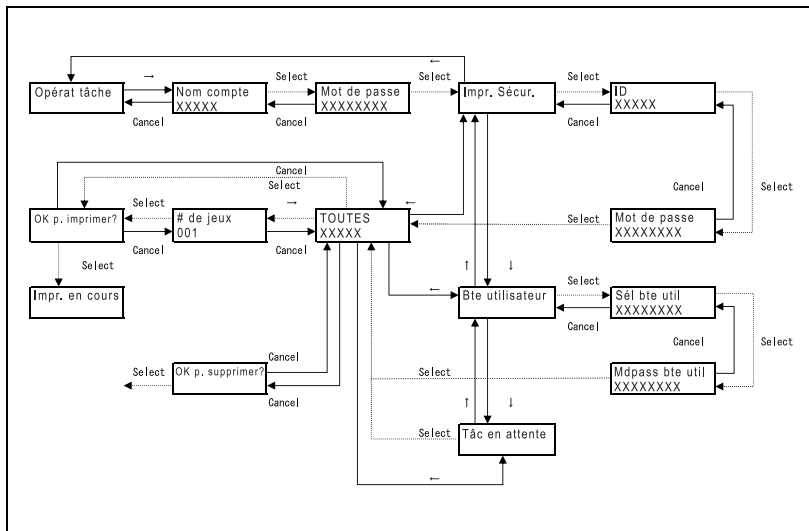 ←
Opérat tâche
→
Nom compte
XXXXX
Select
Mot de passe
XXXXXXXX
Select
Impr. Sécur.
Select
ID
XXXXX
Cancel
Cancel
Cancel
Cancel
Select
Cancel
Select
Select
→
←
OK p. imprimer?
# de jeux
001
TOUTES
XXXXX
Select
Mot de passe
XXXXXXXX
Cancel
Cancel
Select
Impr. en cours
←
↑
↓
Bte utilisateur
Select
Sél bte util
XXXXXXXX
Cancel
Cancel
Select
Cancel
Select
OK p. supprimer?
Cancel
Select
Mdpass bte util
XXXXXXXX
↑
↓
Select
Tâc en attente
←